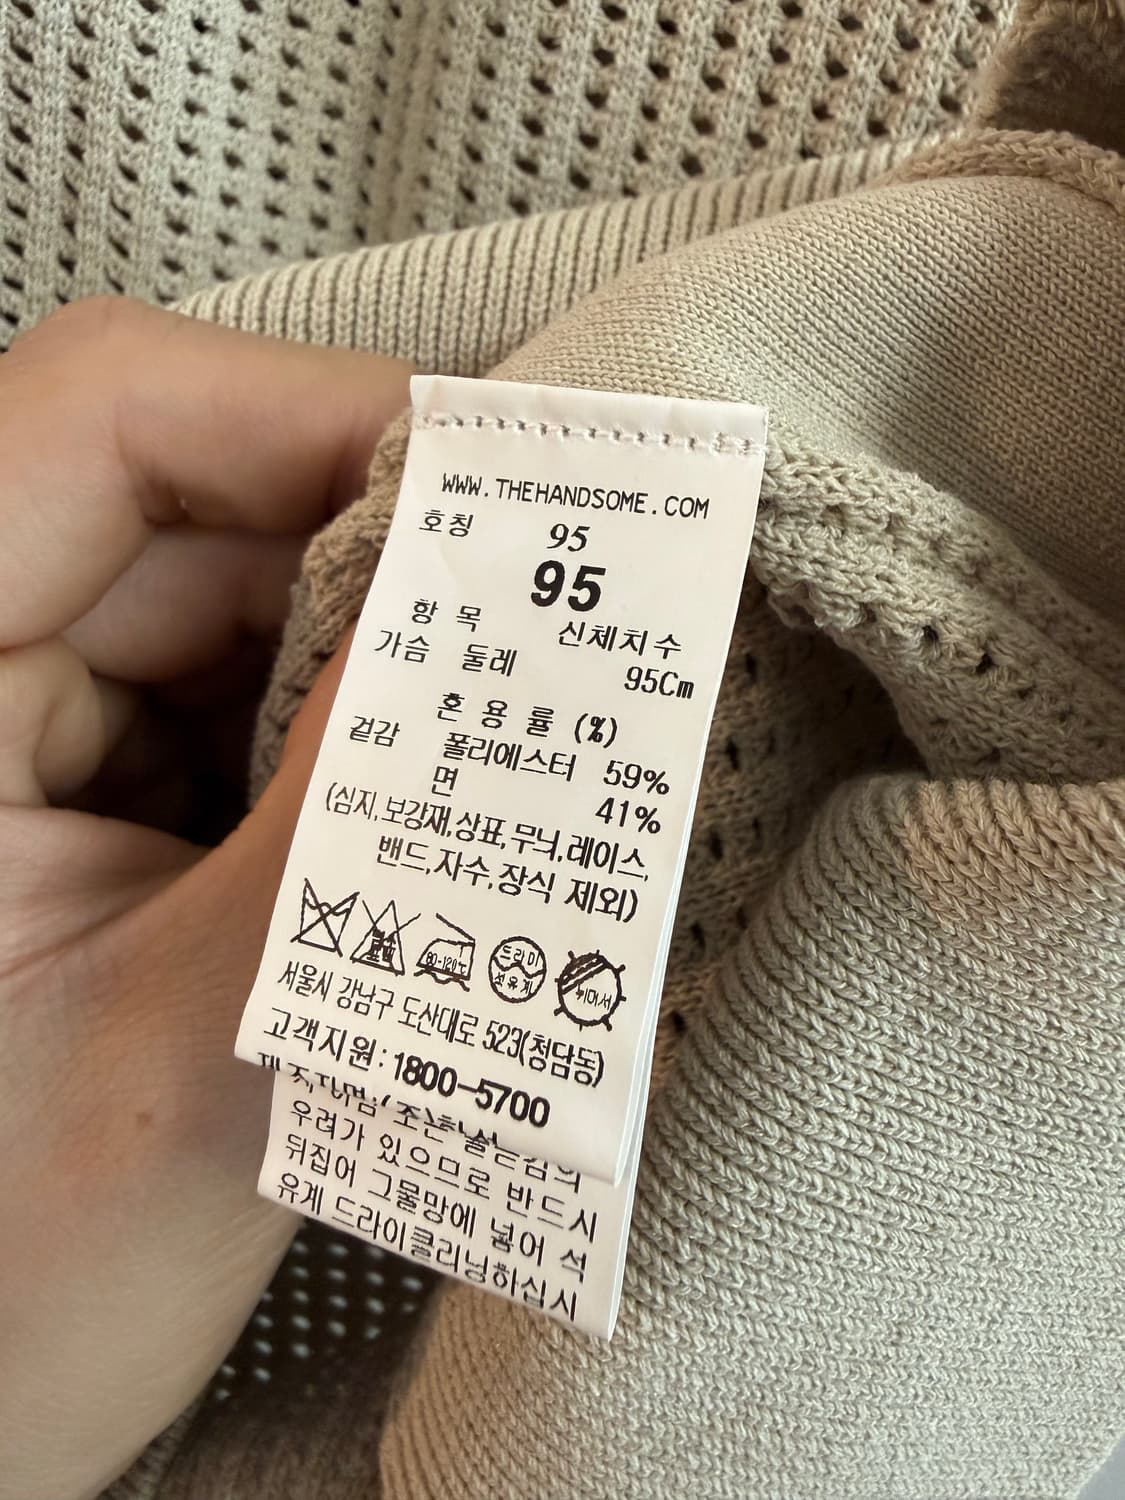 WWW.THEHANDSOME.COM
호칭 95
95
항 목 신체치수
가슴 둘레 95Cm
혼 용 률 (%)
겉감 폴리에스터 59%
면 41%
(심지,보강재,상표,무늬,레이스,
밴드,자수,장식 제외)
80-120℃ 드라이
석유계 뉘어서
서울시 강남구 도산대로 523(청담동)
고객지원:1800-5700
우려가 있으므로 반드시
뒤집어 그물망에 넣어 석
유계 드라이클리닝하십시